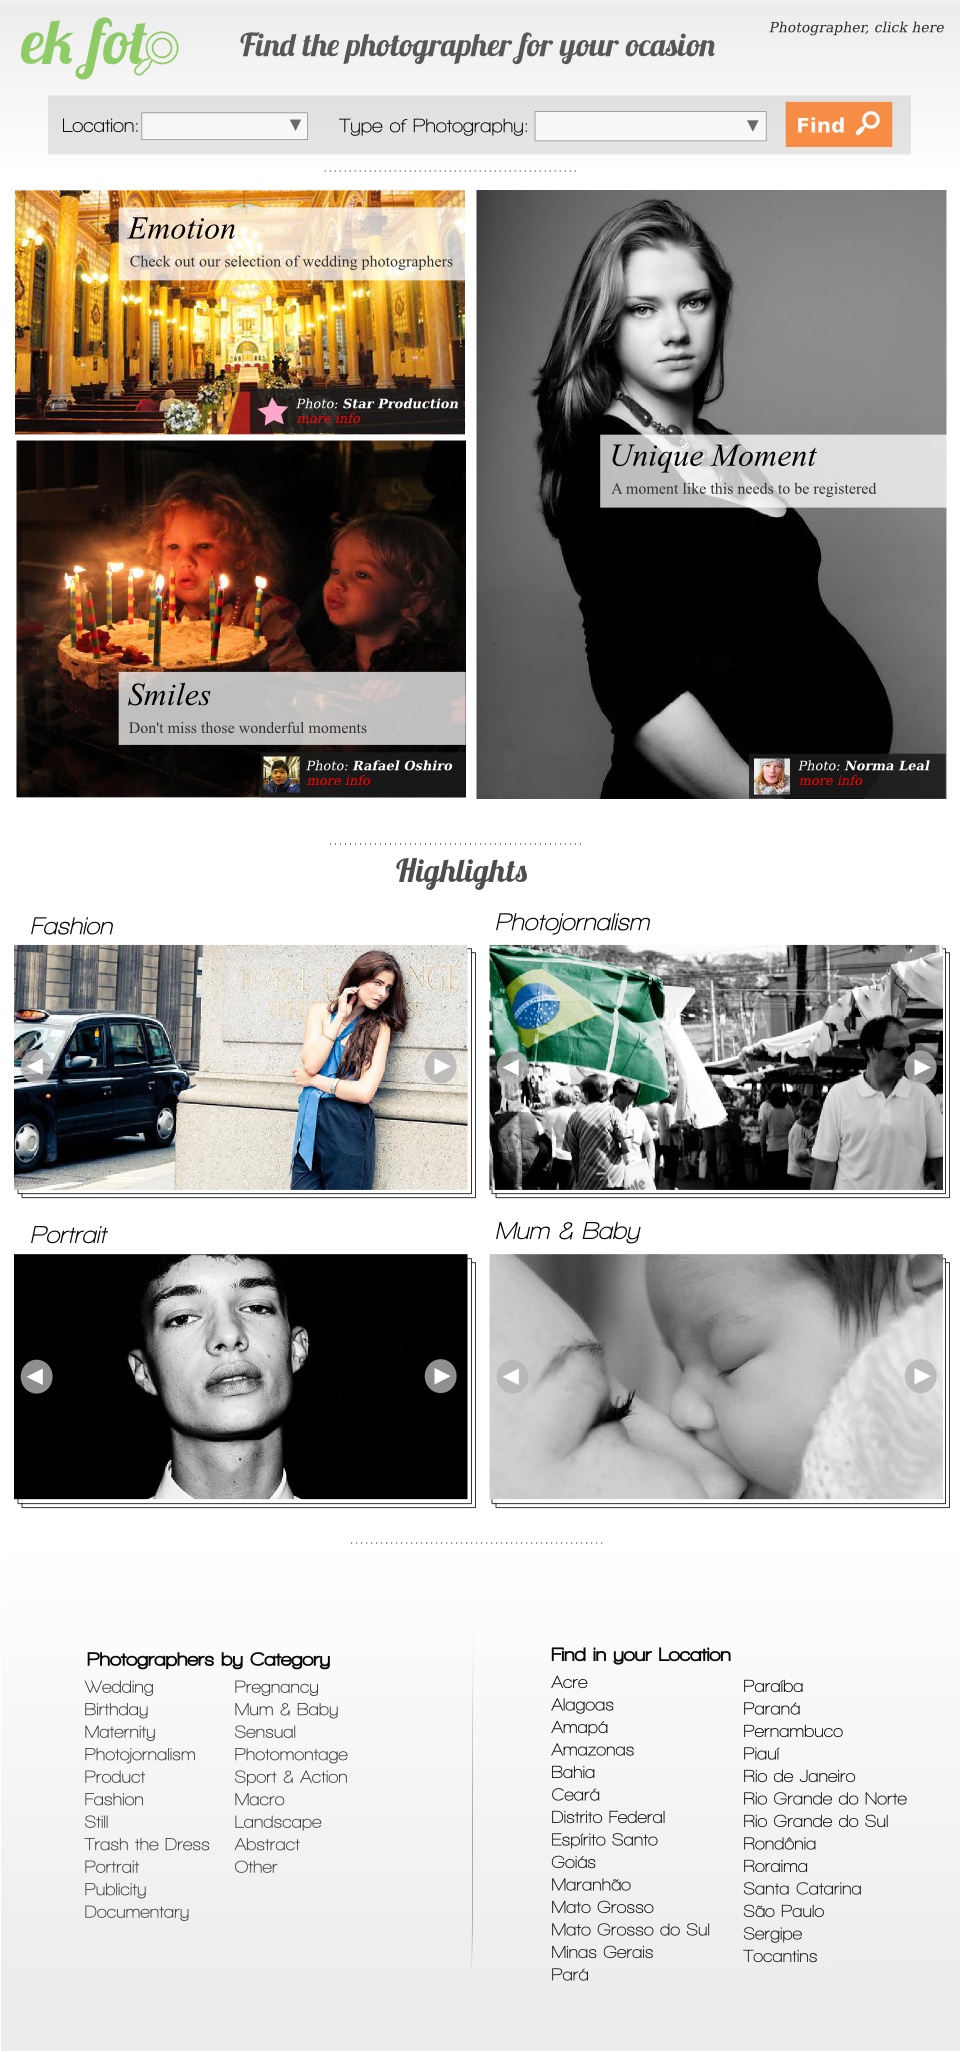 ek foto
Find the photographer for your ocasion
Photographer, click here
Location:
Type of Photography:
Find
Emotion
Check out our selection of wedding photographers
Photo: Star Production
more info
Smiles
Don't miss those wonderful moments
Photo: Rafael Oshiro
more info
Unique Moment
A moment like this needs to be registered
Photo: Norma Leal
more info
Highlights
Fashion
Photojornalism
Portrait
Mum & Baby
Photographers by Category
Wedding
Birthday
Maternity
Photojornalism
Product
Fashion
Still
Trash the Dress
Portrait
Publicity
Documentary
Pregnancy
Mum & Baby
Sensual
Photomontage
Sport & Action
Macro
Landscape
Abstract
Other
Find in your Location
Acre
Alagoas
Amapá
Amazonas
Bahia
Ceará
Distrito Federal
Espírito Santo
Goiás
Maranhão
Mato Grosso
Mato Grosso do Sul
Minas Gerais
Pará
Paraíba
Paraná
Pernambuco
Piauí
Rio de Janeiro
Rio Grande do Norte
Rio Grande do Sul
Rondônia
Roraima
Santa Catarina
São Paulo
Sergipe
Tocantins